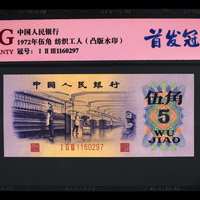 G
NTY
中国人民银行
1972年伍角 纺织工人（凸版水印）
冠号: I II III 1160297
首发冠
中国人民银行
伍角
5
WU
JIAO
I II III 1160297